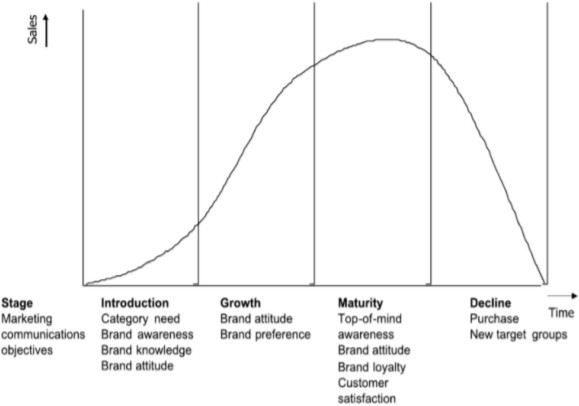 Sales
Time
Stage
Marketing
communications
objectives
Introduction
Category need
Brand awareness
Brand knowledge
Brand attitude
Growth
Brand attitude
Brand preference
Maturity
Top-of-mind
awareness
Brand attitude
Brand loyalty
Customer
satisfaction
Decline
Purchase
New target groups